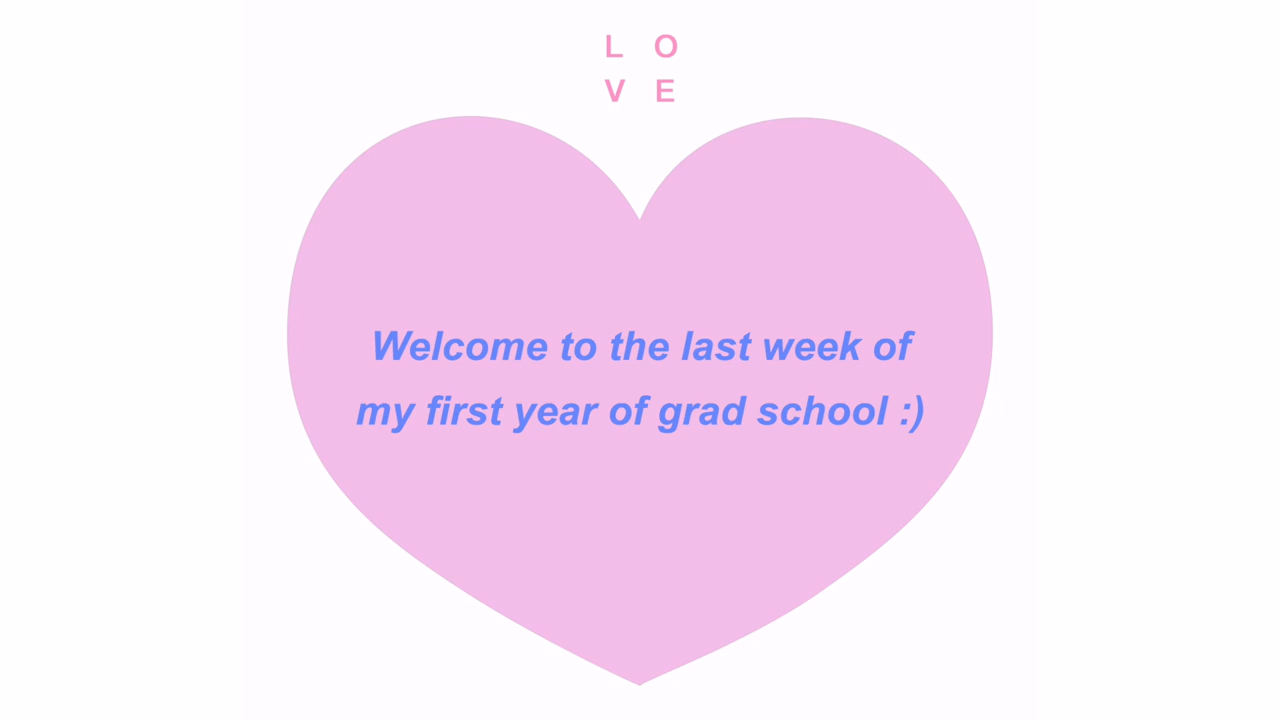 L O
V E
Welcome to the last week of
my first year of grad school :)